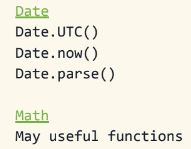 Date
Date.UTC()
Date.now()
Date.parse()
Math
May useful functions